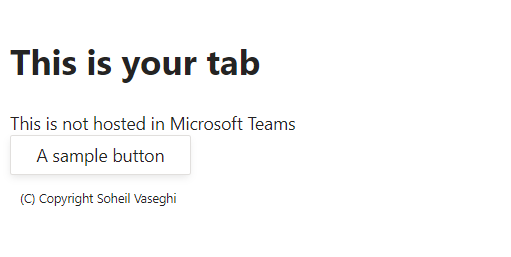 This is your tab
This is not hosted in Microsoft Teams
A sample button
(C) Copyright Soheil Vaseghi